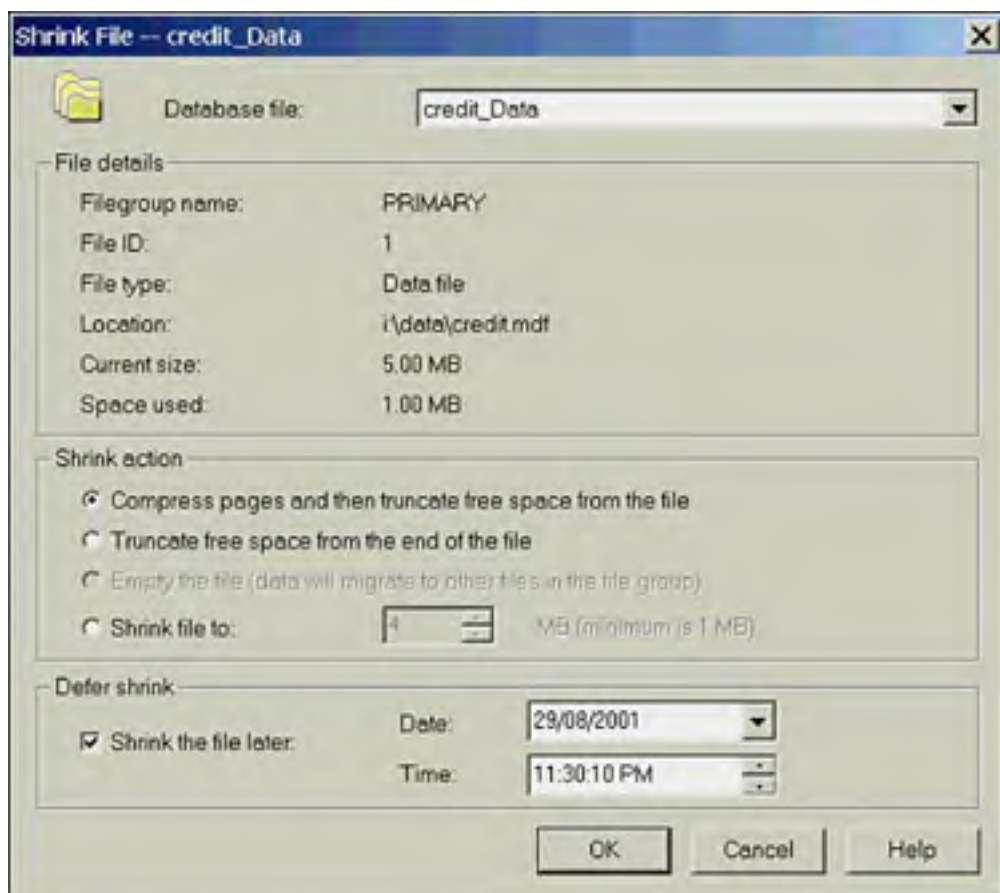 Shrink File -- credit_Data
Database file: credit_Data
File details
Filegroup name: PRIMARY
File ID: 1
File type: Data file
Location: i:\data\credit.mdf
Current size: 5.00 MB
Space used: 1.00 MB
Shrink action
Compress pages and then truncate free space from the file
Truncate free space from the end of the file
Empty the file (data will migrate to other files in the file group)
Shrink file to: 4 MB (minimum is 1 MB)
Defer shrink
Shrink the file later: Date: 29/08/2001
Time: 11:30:10 PM
OK Cancel Help